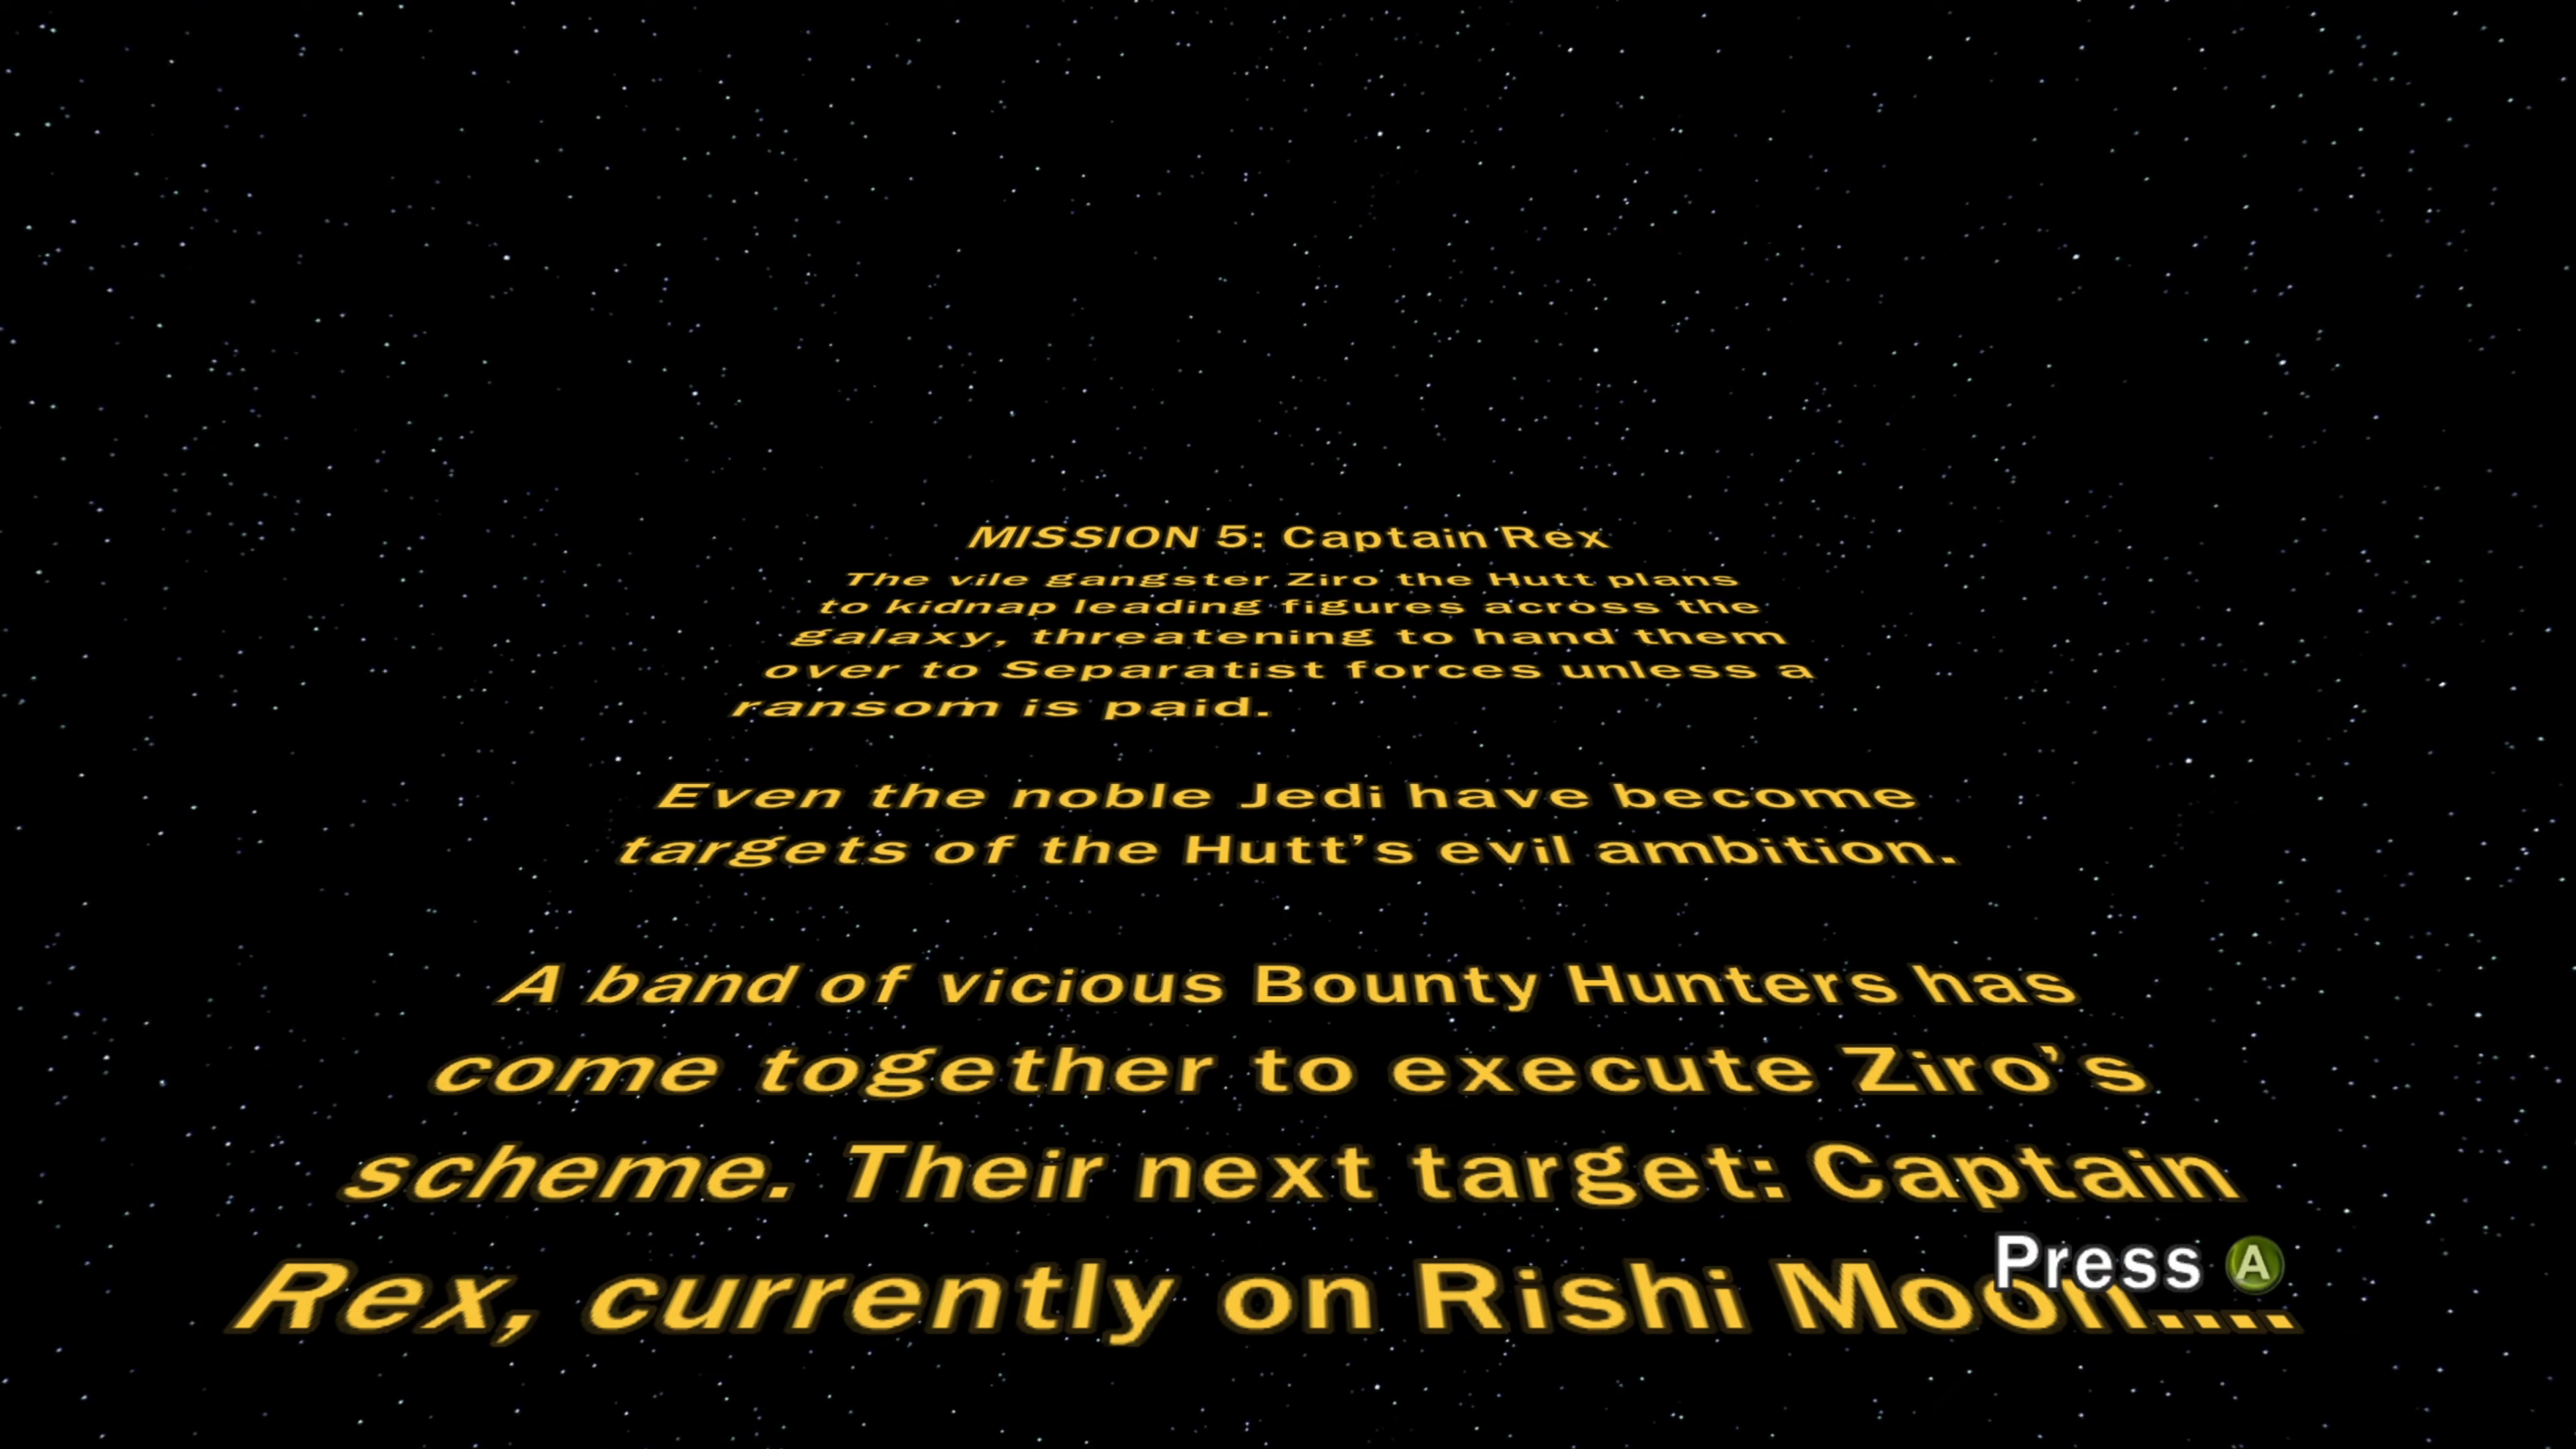 MISSION 5: Captain Rex
The vile gangster Ziro the Hutt plans
to kidnap leading figures across the
galaxy, threatening to hand them
over to Separatist forces unless a
ransom is paid.
Even the noble Jedi have become
targets of the Hutt’s evil ambition.
A band of vicious Bounty Hunters has
come together to execute Ziro’s
scheme. Their next target: Captain
Rex, currently on Rishi Moon....
Press A